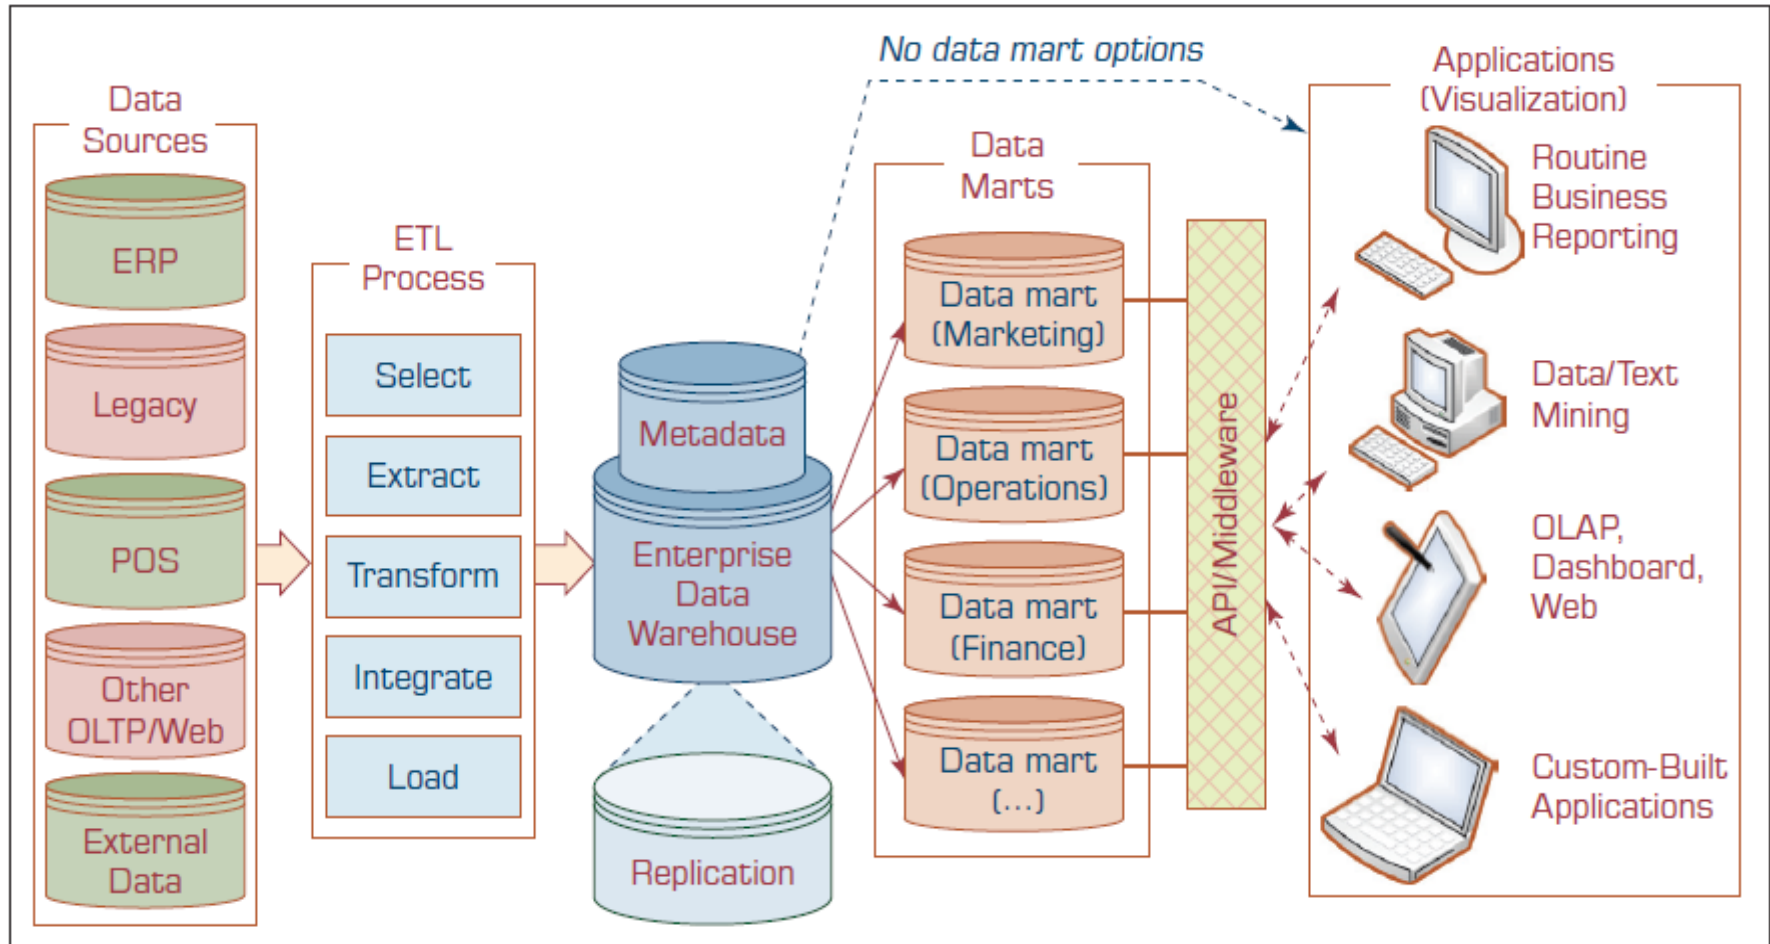 No data mart options
Data
Sources
ERP
Legacy
POS
Other
OLTP/Web
External
Data
ETL
Process
Select
Extract
Transform
Integrate
Load
Metadata
Enterprise
Data
Warehouse
Replication
Data
Marts
Data mart
(Marketing)
Data mart
(Operations)
Data mart
(Finance)
Data mart
(...)
API/Middleware
Applications
(Visualization)
Routine
Business
Reporting
Data/Text
Mining
OLAP,
Dashboard,
Web
Custom-Built
Applications